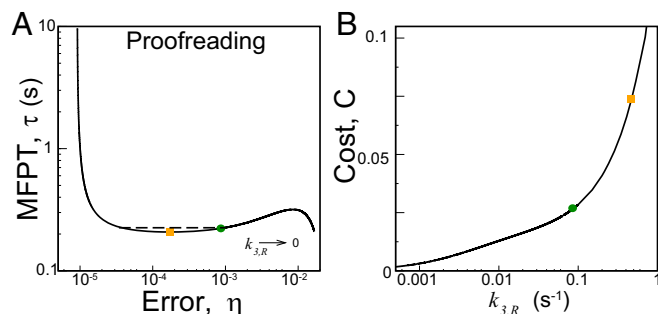 A
Proofreading
MFPT, τ (s)
10
1
0.1
k3,R → 0
10-5
10-4
10-3
10-2
Error, η
B
Cost, C
0.1
0.05
0
0.001
0.01
0.1
1
k3,R (s-1)